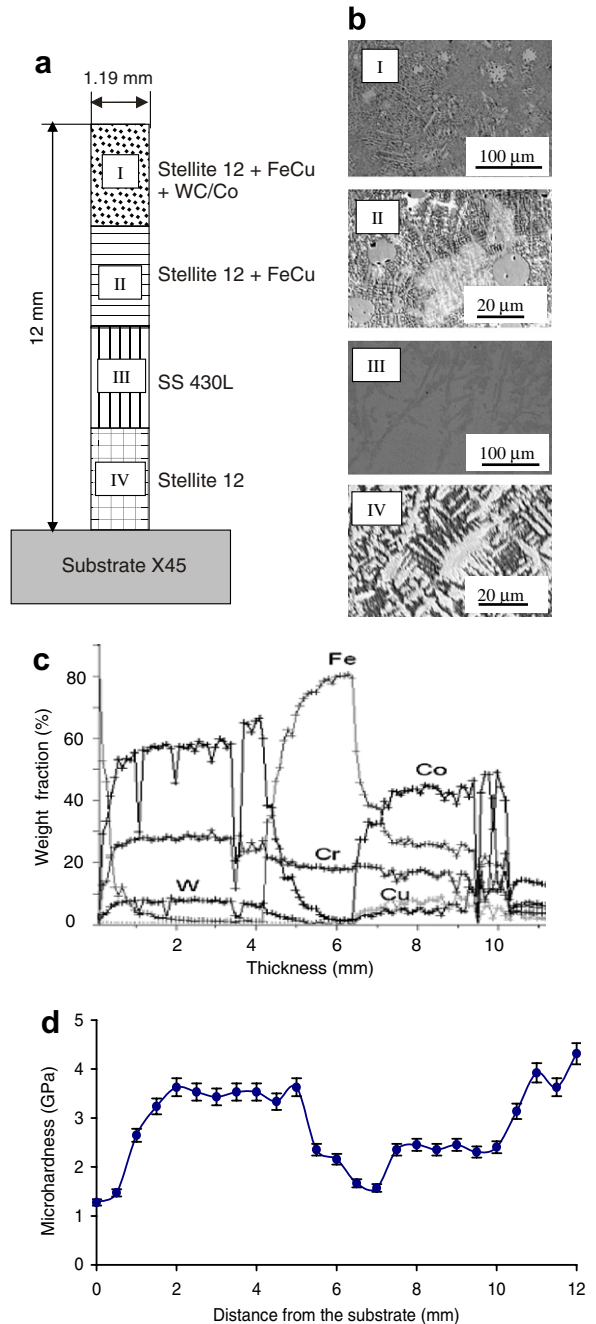 a
1.19 mm
12 mm
I
Stellite 12 + FeCu
+ WC/Co
II
Stellite 12 + FeCu
III
SS 430L
IV
Stellite 12
Substrate X45
b
I
100 μm
II
20 μm
III
100 μm
IV
20 μm
c
Weight fraction (%)
80
60
40
20
0
Fe
Co
Cr
W
Cu
2
4
6
8
10
Thickness (mm)
d
Microhardness (GPa)
5
4
3
2
1
0
0
2
4
6
8
10
12
Distance from the substrate (mm)